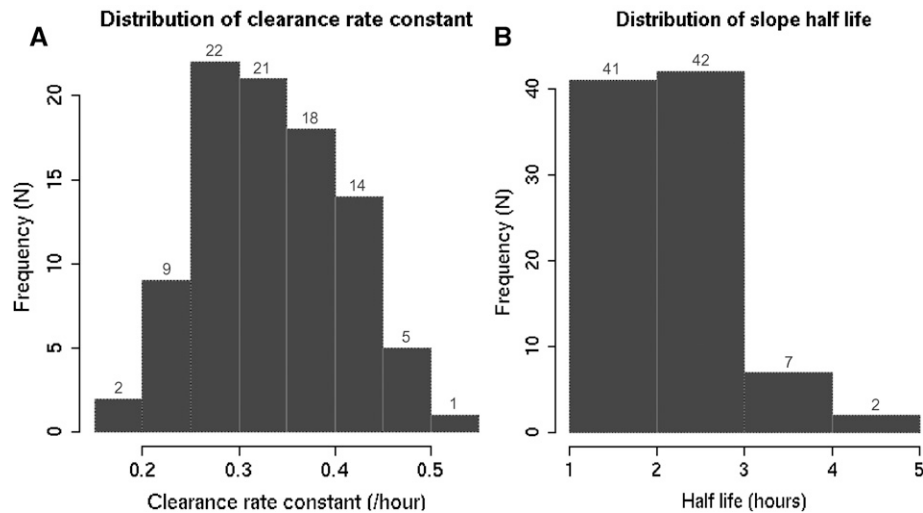 Distribution of clearance rate constant
A
22
21
18
14
9
5
2
1
Frequency (N)
20
15
10
5
0
0.2 0.3 0.4 0.5
Clearance rate constant (/hour)
Distribution of slope half life
B
41 42
7
2
Frequency (N)
40
30
20
10
0
1 2 3 4 5
Half life (hours)